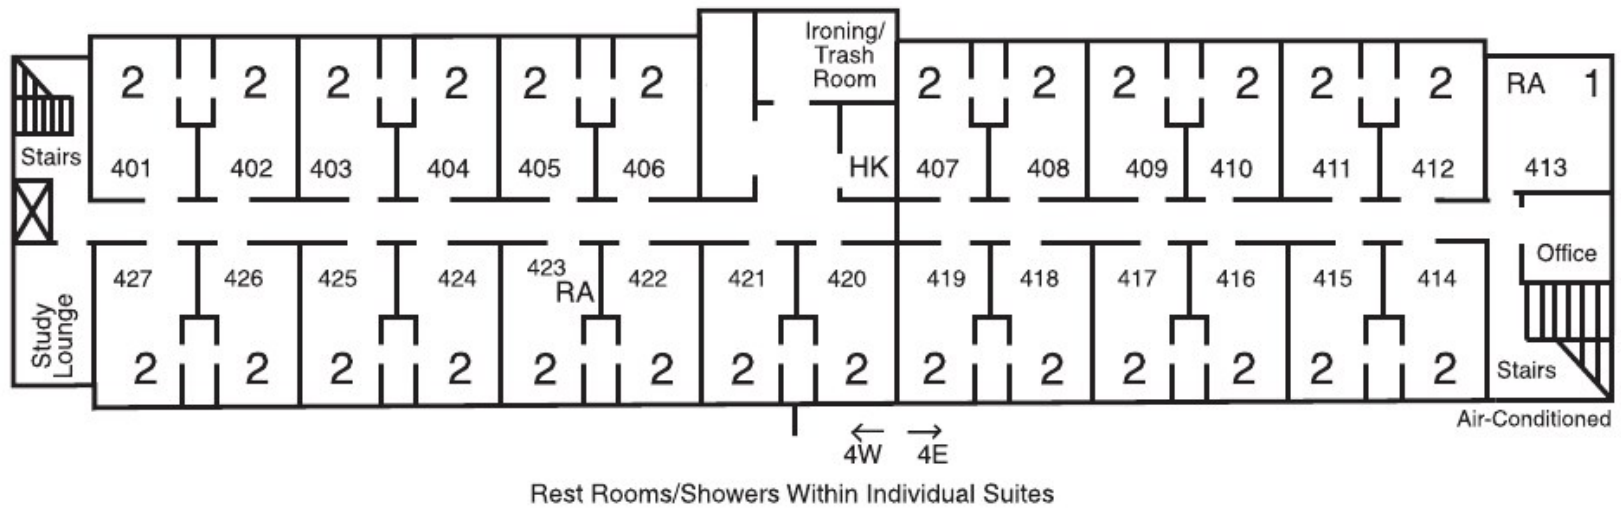 Ironing/
Trash
Room
2 2 2 2 2 2 2 2 2 2 2 2 RA 1
Stairs
401 402 403 404 405 406 HK 407 408 409 410 411 412 413
427 426 425 424 423 RA 422 421 420 419 418 417 416 415 414
Office
Study
Lounge
2 2 2 2 2 2 2 2 2 2 2 2 2 2
Stairs
Air-Conditioned
← →
4W 4E
Rest Rooms/Showers Within Individual Suites